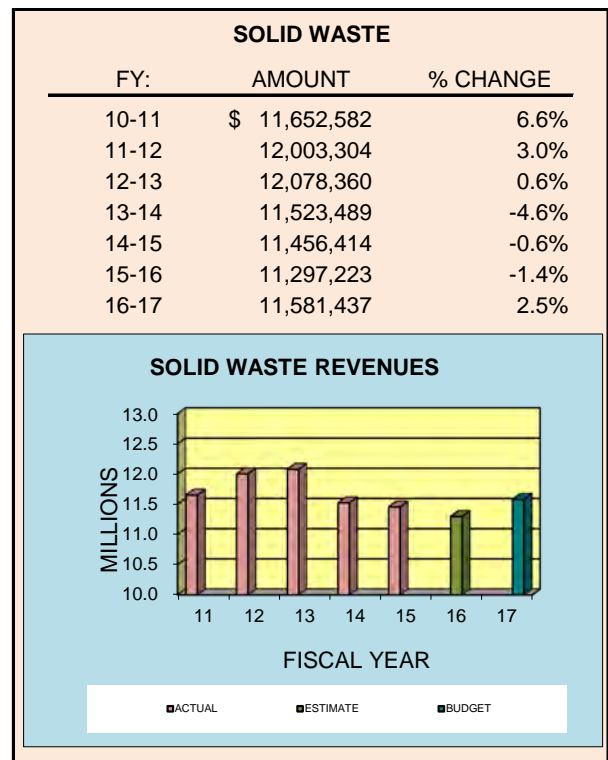 SOLID WASTE
FY: AMOUNT % CHANGE
10-11 $ 11,652,582 6.6%
11-12 12,003,304 3.0%
12-13 12,078,360 0.6%
13-14 11,523,489 -4.6%
14-15 11,456,414 -0.6%
15-16 11,297,223 -1.4%
16-17 11,581,437 2.5%
SOLID WASTE REVENUES
MILLIONS
13.0
12.5
12.0
11.5
11.0
10.5
10.0
11 12 13 14 15 16 17
FISCAL YEAR
ACTUAL ESTIMATE BUDGET